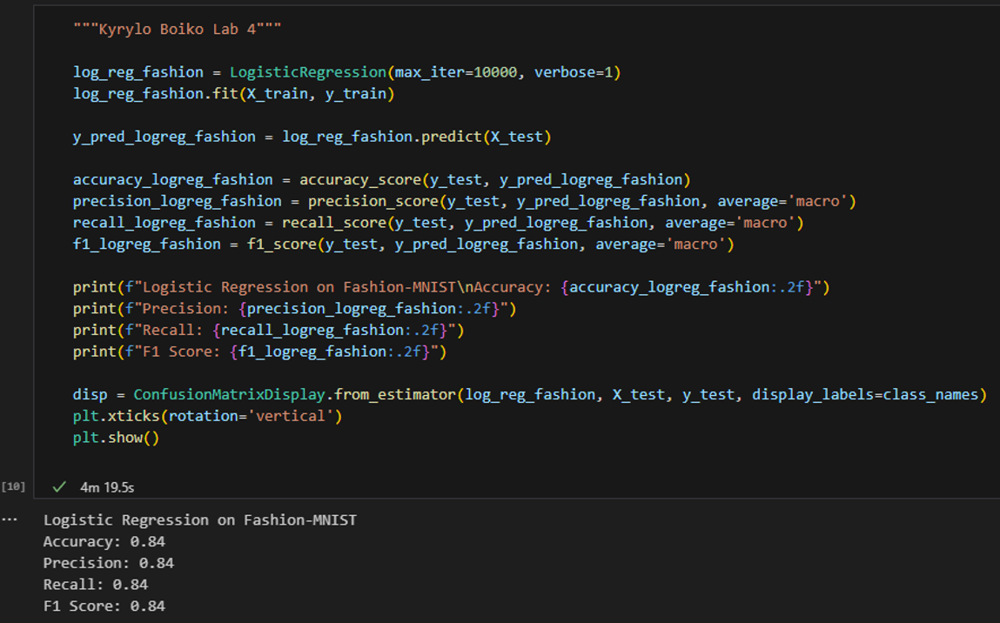 """Kyrylo Boiko Lab 4"""
log_reg_fashion = LogisticRegression(max_iter=10000, verbose=1)
log_reg_fashion.fit(X_train, y_train)
y_pred_logreg_fashion = log_reg_fashion.predict(X_test)
accuracy_logreg_fashion = accuracy_score(y_test, y_pred_logreg_fashion)
precision_logreg_fashion = precision_score(y_test, y_pred_logreg_fashion, average='macro')
recall_logreg_fashion = recall_score(y_test, y_pred_logreg_fashion, average='macro')
f1_logreg_fashion = f1_score(y_test, y_pred_logreg_fashion, average='macro')
print(f"Logistic Regression on Fashion-MNIST\nAccuracy: {accuracy_logreg_fashion:.2f}")
print(f"Precision: {precision_logreg_fashion:.2f}")
print(f"Recall: {recall_logreg_fashion:.2f}")
print(f"F1 Score: {f1_logreg_fashion:.2f}")
disp = ConfusionMatrixDisplay.from_estimator(log_reg_fashion, X_test, y_test, display_labels=class_names)
plt.xticks(rotation='vertical')
plt.show()
[10] ✓ 4m 19.5s
... Logistic Regression on Fashion-MNIST
Accuracy: 0.84
Precision: 0.84
Recall: 0.84
F1 Score: 0.84